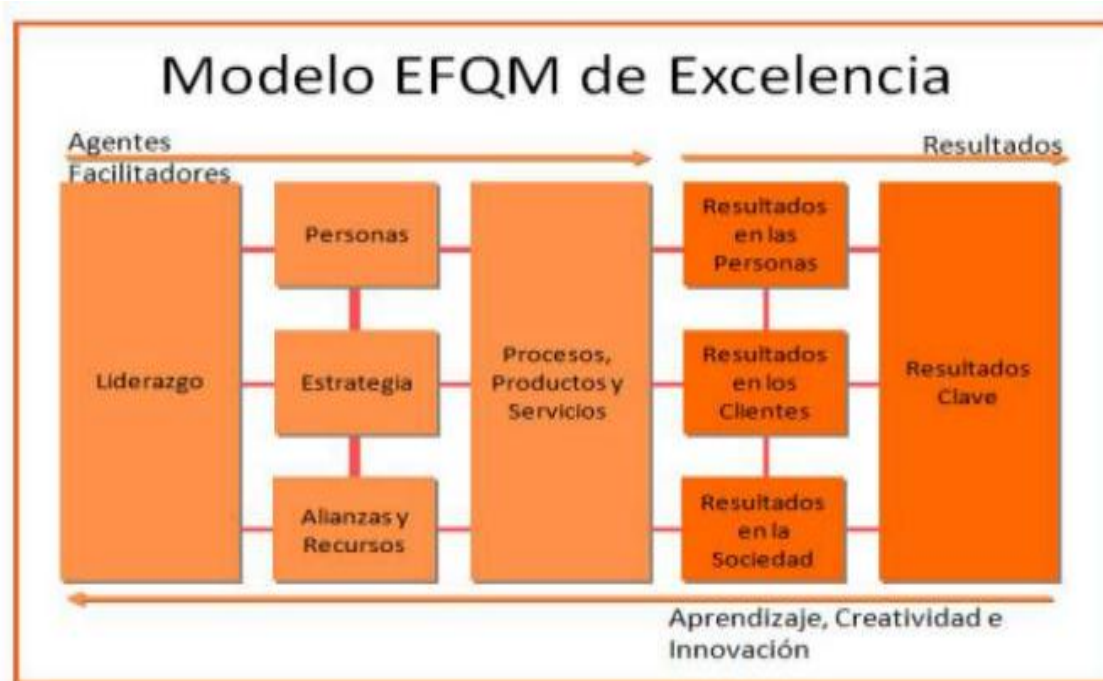 Modelo EFQM de Excelencia
Agentes
Facilitadores
Resultados
Liderazgo
Personas
Estrategia
Alianzas y
Recursos
Procesos,
Productos y
Servicios
Resultados
en las
Personas
Resultados
en los
Clientes
Resultados
en la
Sociedad
Resultados
Clave
Aprendizaje, Creatividad e
Innovación